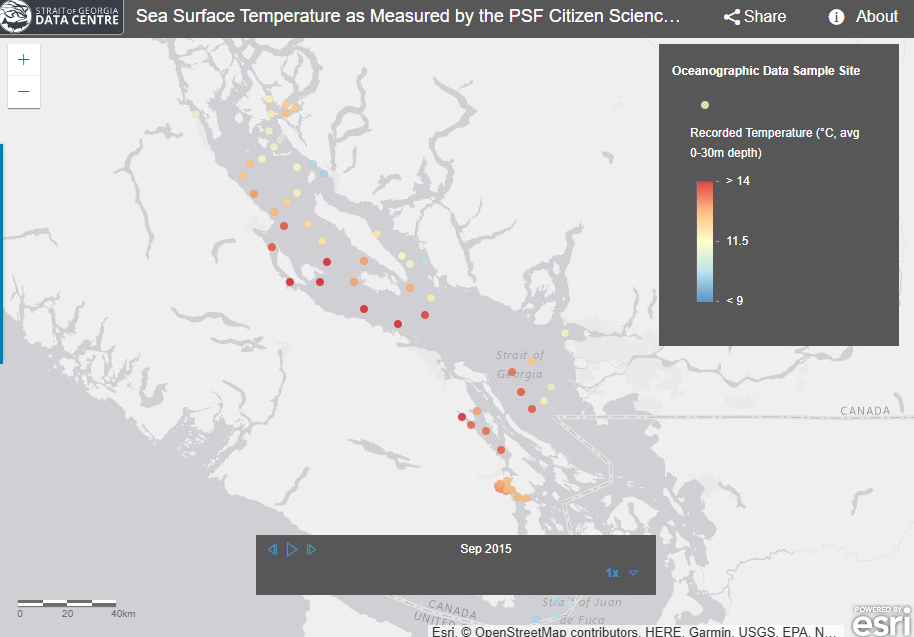 STRAIT OF GEORGIA
DATA CENTRE
Sea Surface Temperature as Measured by the PSF Citizen Scienc...
Share
About
+
−
Oceanographic Data Sample Site
Recorded Temperature (°C, avg
0-30m depth)
> 14
11.5
< 9
Strait of
Georgia
CANADA
Sep 2015
1x
0 20 40km
CANADA
UNITED
Strait of Juan
de Fuca
Esri, © OpenStreetMap contributors, HERE, Garmin, USGS, EPA, N...
POWERED BY
esri